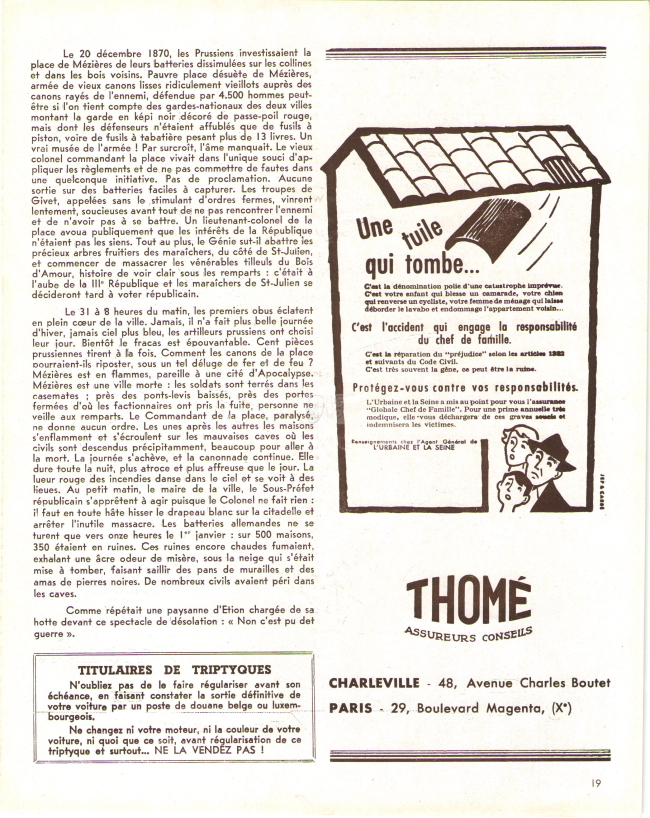 Le 20 décembre 1870, les Prussiens investissaient la
place de Mézières de leurs batteries dissimulées sur les collines
et dans les bois voisins. Pauvre place désuète de Mézières,
armée de vieux canons lisses ridiculement vieillots auprès des
canons rayés de l'ennemi, défendue par 4.500 hommes peut-
être si l'on tient compte des gardes-nationaux des deux villes
montant la garde en képi noir décoré de passe-poil rouge,
mais dont les défenseurs n'étaient affublés que de fusils à
piston, voire de fusils à tabatière pesant plus de 13 livres. Un
vrai musée de l'armée ! Par surcroît, l'âme manquait. Le vieux
colonel commandant la place vivait dans l'unique souci d'ap-
pliquer les règlements et de ne pas commettre de fautes dans
une quelconque initiative. Pas de proclamation. Aucune
sortie sur des batteries faciles à capturer. Les troupes de
Givet, appelées sans le stimulant d'ordres fermes, vinrent
lentement, soucieuses avant tout de ne pas rencontrer l'ennemi
et de n'avoir pas à se battre. Un lieutenant-colonel de la
place avoua publiquement que les intérêts de la République
n'étaient pas les siens. Tout au plus, le Génie sut-il abattre les
précieux arbres fruitiers des maraîchers, du côté de St-Julien,
et commencer de massacrer les vénérables tilleuls du Bois
d'Amour, histoire de voir clair sous les remparts : c'était à
l'aube de la IIIe République et les maraîchers de St-Julien se
décideront tard à voter républicain.
Le 31 à 8 heures du matin, les premiers obus éclatent
en plein cœur de la ville. Jamais, il n'a fait plus belle journée
d'hiver, jamais ciel plus bleu, les artilleurs prussiens ont choisi
leur jour. Bientôt le fracas est épouvantable. Cent pièces
prussiennes tirent à la fois. Comment les canons de la place
pourraient-ils riposter, sous un tel déluge de fer et de feu ?
Mézières est en flammes, pareille à une cité d'Apocalypse.
Mézières est une ville morte : les soldats sont terrés dans les
casemates ; près des ponts-levis baissés, près des portes
fermées d'où les factionnaires ont pris la fuite, personne ne
veille aux remparts. Le Commandant de la place, paralysé,
ne donne aucun ordre. Les unes après les autres les maisons
s'enflamment et s'écroulent sur les mauvaises caves où les
civils sont descendus précipitamment, beaucoup pour aller à
la mort. La journée s'achève, et la canonnade continue. Elle
dure toute la nuit, plus atroce et plus affreuse que le jour. La
lueur rouge des incendies danse dans le ciel et se voit à des
lieues. Au petit matin, le maire de la ville, le Sous-Préfet
républicain s'apprêtent à agir puisque le Colonel ne fait rien :
il faut en toute hâte hisser le drapeau blanc sur la citadelle et
arrêter l'inutile massacre. Les batteries allemandes ne se
turent que vers onze heures le 1er janvier : sur 500 maisons,
350 étaient en ruines. Ces ruines encore chaudes fumaient,
exhalant une âcre odeur de misère, sous la neige qui s'était
mise à tomber, faisant saillir des pans de murailles et des
amas de pierres noires. De nombreux civils avaient péri dans
les caves.
Comme répétait une paysanne d'Etion chargée de sa
hotte devant ce spectacle de désolation : « Non c'est pu det
guerre ».
TITULAIRES DE TRIPTYQUES
N'oubliez pas de le faire régulariser avant son
échéance, en faisant constater la sortie définitive de
votre voiture par un poste de douane belge ou luxem-
bourgeois.
Ne changez ni votre moteur, ni la couleur de votre
voiture, ni quoi que ce soit, avant régularisation de ce
triptyque et surtout... NE LA VENDEZ PAS !
Une tuile
qui tombe...
C'est la dénomination polie d'une catastrophe imprévue.
C'est votre enfant qui blesse un camarade, votre chien
qui renverse un cycliste, votre femme de ménage qui laisse
déborder le lavabo et endommage l'appartement voisin...
C'est l'accident qui engage la responsabilité
du chef de famille.
C'est la réparation du "préjudice" selon les articles 1382
et suivants du Code Civil.
C'est très souvent la gêne, ce peut être la ruine.
Protégez-vous contre vos responsabilités.
L'Urbaine et la Seine a mis au point pour vous l'assurance
"Globale Chef de Famille". Pour une prime annuelle très
modique, elle vous déchargera de ces graves soucis et
indemnisera les victimes.
Renseignements chez l'Agent Général de
L'URBAINE ET LA SEINE
THOMÉ
ASSUREURS CONSEILS
CHARLEVILLE - 48, Avenue Charles Boutet
PARIS - 29, Boulevard Magenta, (Xe)
19